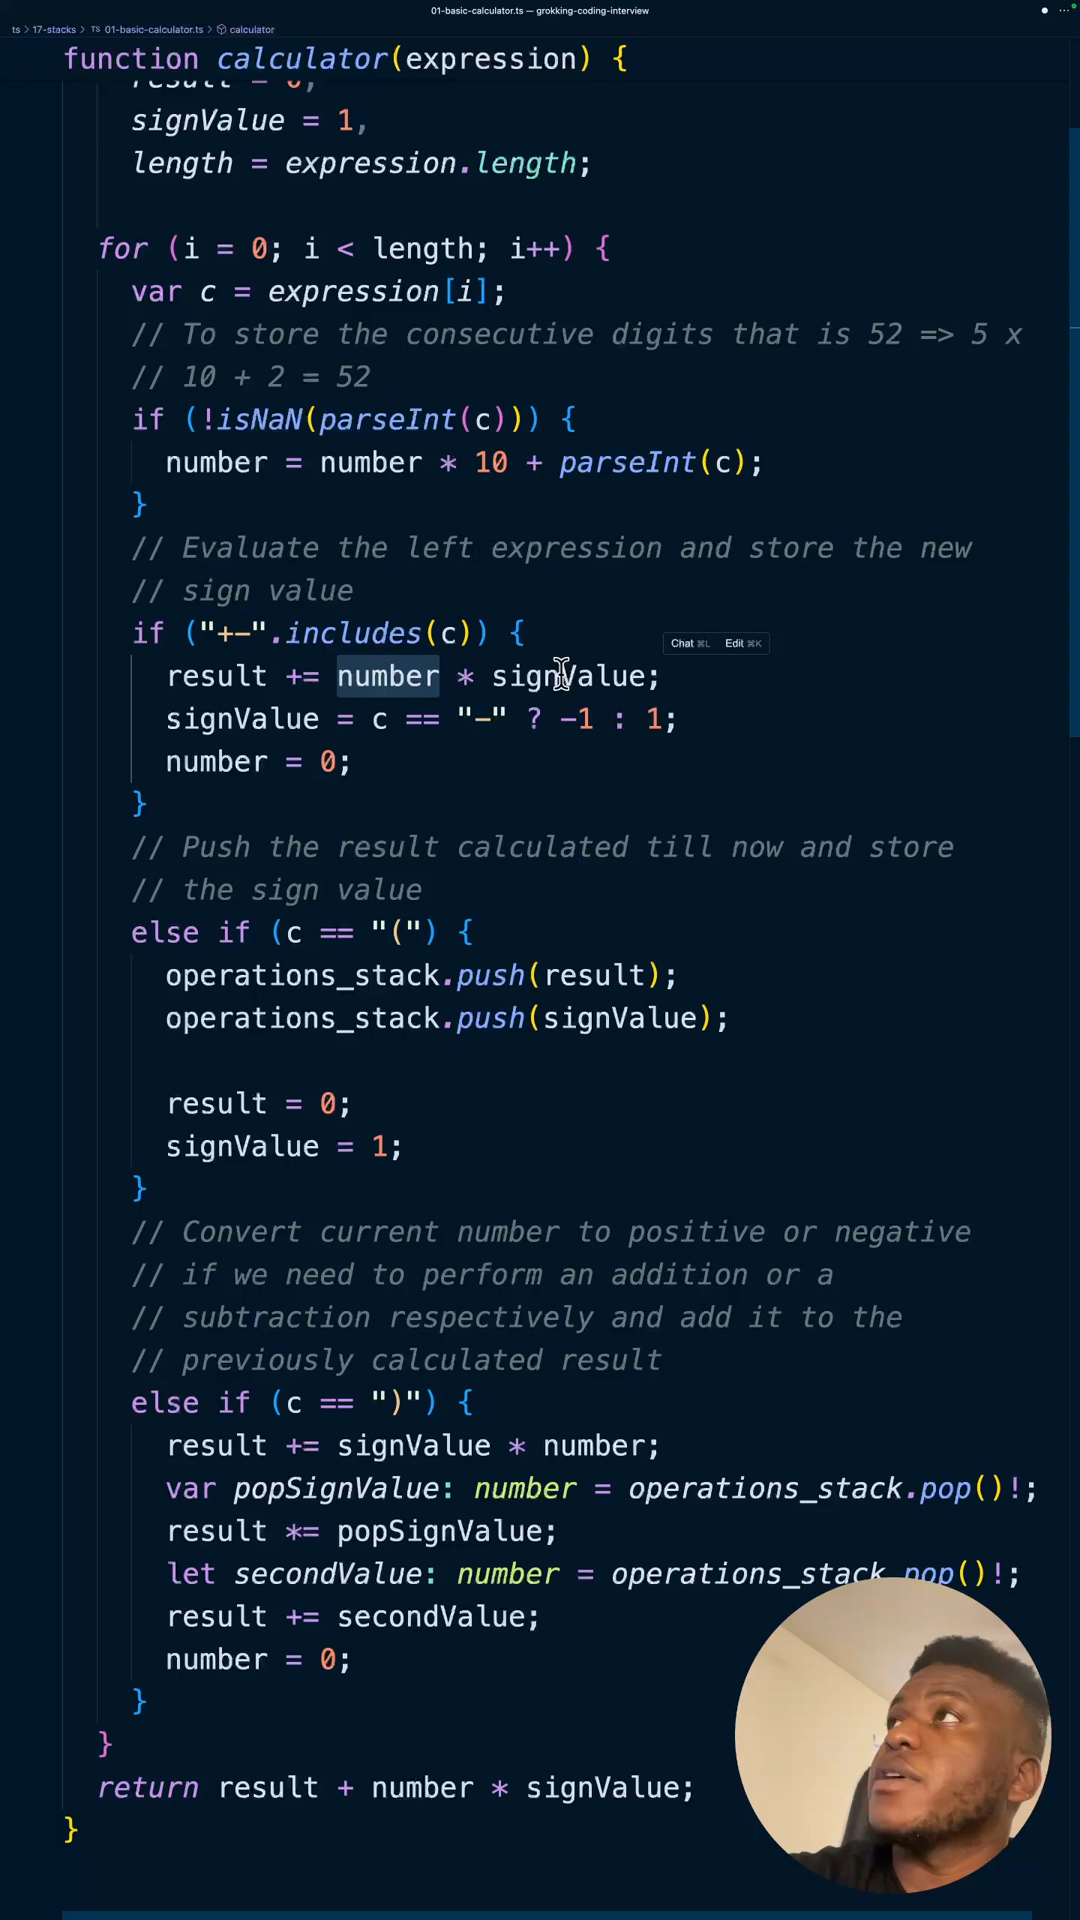 01-basic-calculator.ts — grokking-coding-interview
ts > 17-stacks > TS 01-basic-calculator.ts > calculator
function calculator(expression) {
result = 0,
signValue = 1,
length = expression.length;
for (i = 0; i < length; i++) {
var c = expression[i];
// To store the consecutive digits that is 52 => 5 x
// 10 + 2 = 52
if (!isNaN(parseInt(c))) {
number = number * 10 + parseInt(c);
}
// Evaluate the left expression and store the new
// sign value
if ("+-".includes(c)) {
Chat ⌘L Edit ⌘K
result += number * signValue;
signValue = c == "-" ? -1 : 1;
number = 0;
}
// Push the result calculated till now and store
// the sign value
else if (c == "(") {
operations_stack.push(result);
operations_stack.push(signValue);
result = 0;
signValue = 1;
}
// Convert current number to positive or negative
// if we need to perform an addition or a
// subtraction respectively and add it to the
// previously calculated result
else if (c == ")") {
result += signValue * number;
var popSignValue: number = operations_stack.pop()!;
result *= popSignValue;
let secondValue: number = operations_stack.pop()!;
result += secondValue;
number = 0;
}
}
return result + number * signValue;
}